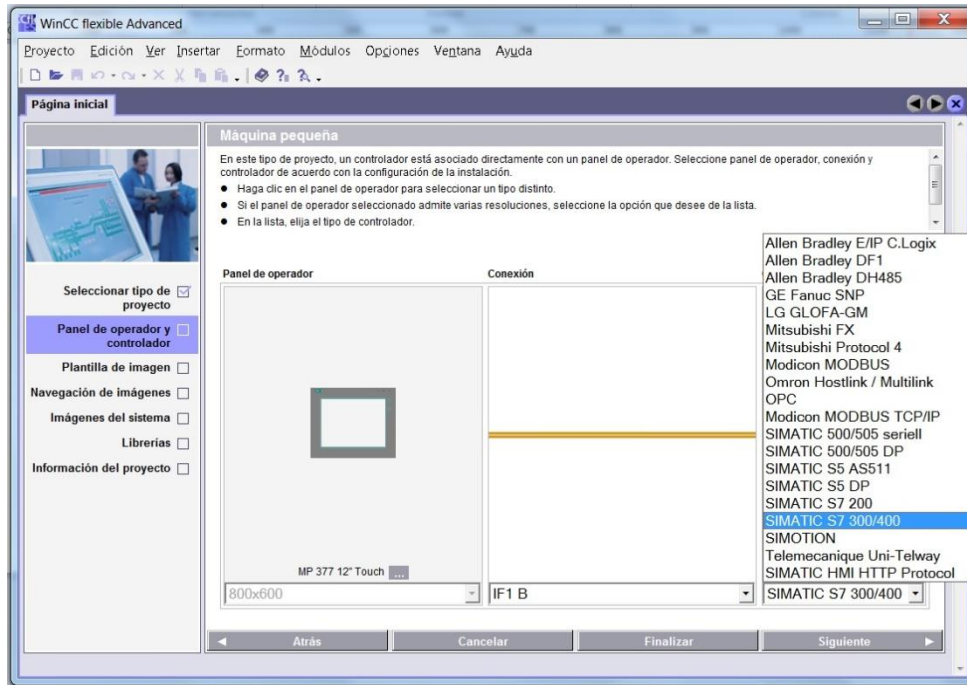 WinCC flexible Advanced
Proyecto Edición Ver Insertar Formato Módulos Opciones Ventana Ayuda
Página inicial
Máquina pequeña
En este tipo de proyecto, un controlador está asociado directamente con un panel de operador. Seleccione panel de operador, conexión y
controlador de acuerdo con la configuración de la instalación.
Haga clic en el panel de operador para seleccionar un tipo distinto.
Si el panel de operador seleccionado admite varias resoluciones, seleccione la opción que desee de la lista.
En la lista, elija el tipo de controlador.
Seleccionar tipo de
proyecto
Panel de operador y
controlador
Plantilla de imagen
Navegación de imágenes
Imágenes del sistema
Librerías
Información del proyecto
Panel de operador
MP 377 12" Touch
...
800x600
Conexión
IF1 B
Allen Bradley E/IP C.Logix
Allen Bradley DF1
Allen Bradley DH485
GE Fanuc SNP
LG GLOFA-GM
Mitsubishi FX
Mitsubishi Protocol 4
Modicon MODBUS
Omron Hostlink / Multilink
OPC
Modicon MODBUS TCP/IP
SIMATIC 500/505 seriell
SIMATIC 500/505 DP
SIMATIC S5 AS511
SIMATIC S5 DP
SIMATIC S7 200
SIMATIC S7 300/400
SIMOTION
Telemecanique Uni-Telway
SIMATIC HMI HTTP Protocol
SIMATIC S7 300/400
Atrás
Cancelar
Finalizar
Siguiente